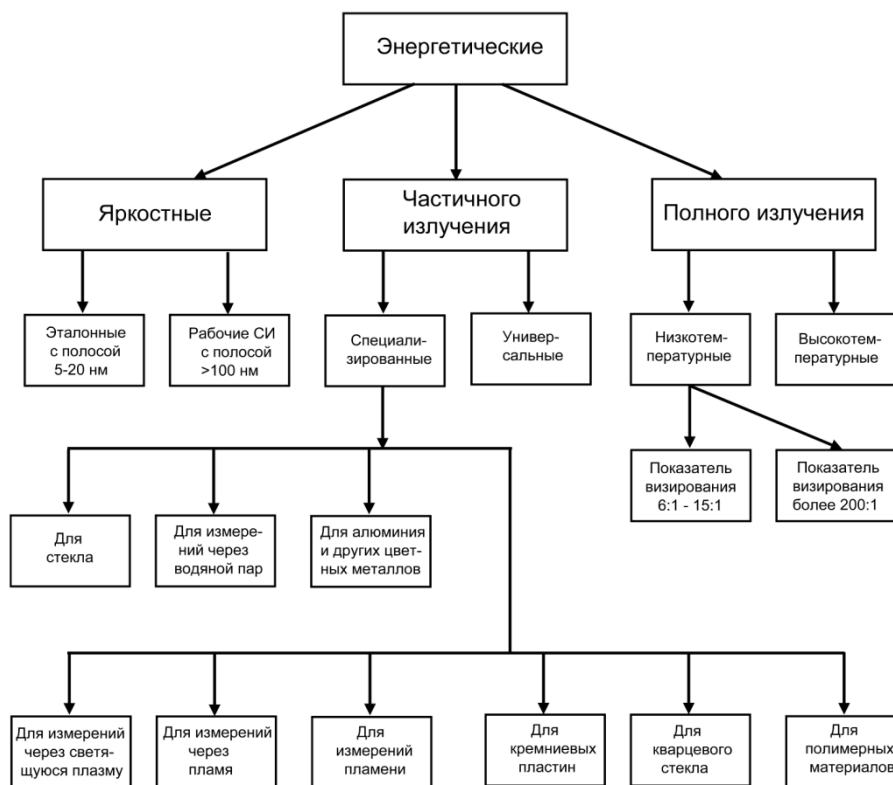 Энергетические
Яркостные
Частичного
излучения
Полного излучения
Эталонные
с полосой
5-20 нм
Рабочие СИ
с полосой
>100 нм
Специали-
зированные
Универ-
сальные
Низкотем-
пературные
Высокотем-
пературные
Показатель
визирования
6:1 - 15:1
Показатель
визирования
более 200:1
Для
стекла
Для измере-
ний через
водяной пар
Для алюминия
и других цвет-
ных металлов
Для измерений
через светя-
щуюся плазму
Для измерений
через
пламя
Для
измерений
пламени
Для
кремниевых
пластин
Для
кварцевого
стекла
Для
полимерных
материалов